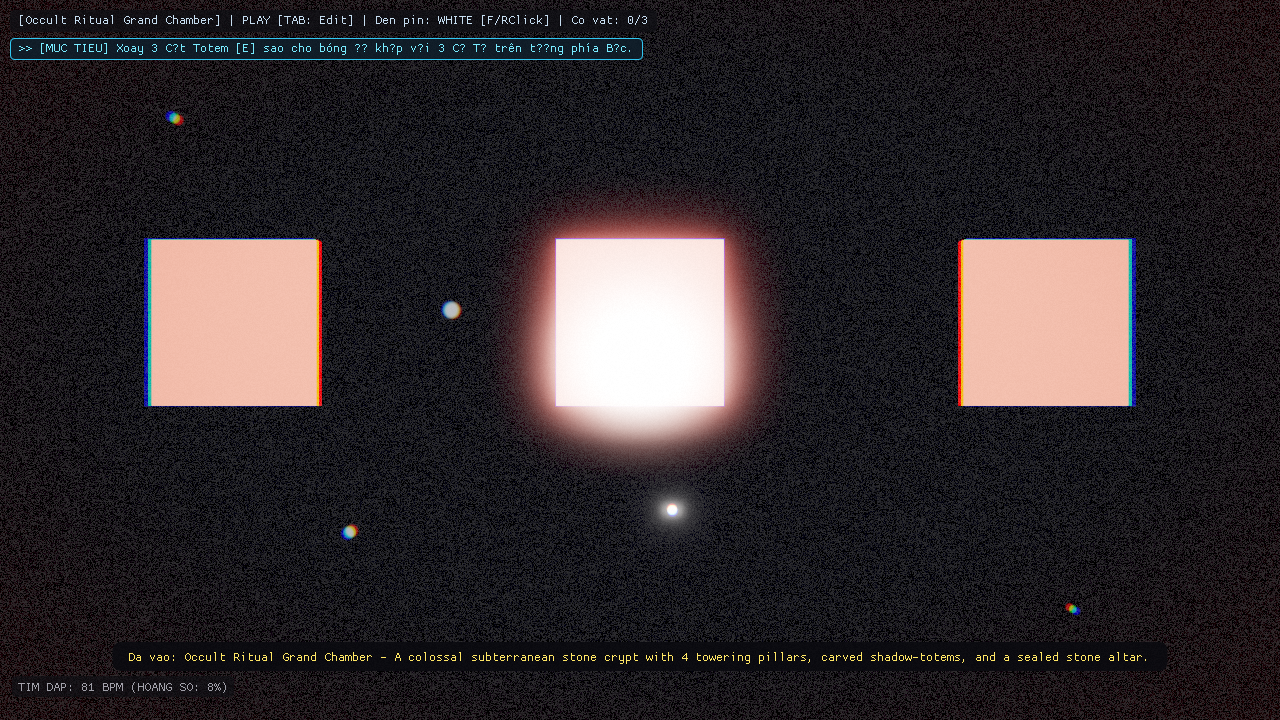 [Occult Ritual Grand Chamber] | PLAY [TAB: Edit] | Den pin: WHITE [F/RClick] | Co vat: 0/3
>> [MUC TIEU] Xoay 3 C?t Totem [E] sao cho bóng ?? kh?p v?i 3 C? T? trên t??ng phía B?c.
Da vao: Occult Ritual Grand Chamber - A colossal subterranean stone crypt with 4 towering pillars, carved shadow-totems, and a sealed stone altar.
TIM DAP: 81 BPM (HOANG SO: 8%)